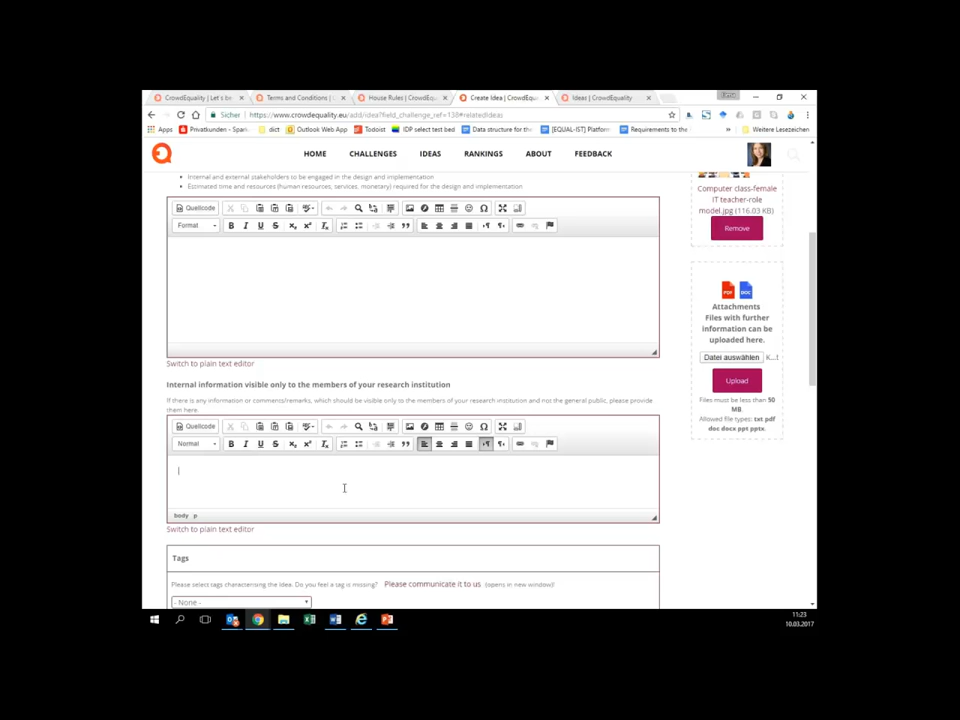 CrowdEquality | Let´s be
Terms and Conditions |
House Rules | CrowdEqu
Create Idea | CrowdEqu
Ideas | CrowdEquality
Sicher
https://www.crowdequality.eu/add/idea?field_challenge_ref=138#relatedideas
Apps
Privatkunden - Span
dict
Outlook Web App
Todoist
IDP select test bed
Data structure for the
[EQUAL-IST] Platform
Requirements to the
»
Weitere Lesezeichen
HOME
CHALLENGES
IDEAS
RANKINGS
ABOUT
FEEDBACK
Internal and external stakeholders to be engaged in the design and implementation
Estimated time and resources (human resources, services, monetary) required for the design and implementation
Quellcode
Format
Switch to plain text editor
Internal information visible only to the members of your research institution
If there is any information or comments/remarks, which should be visible only to the members of your research institution and not the general public, please provide
them here.
Quellcode
Normal
body p
Switch to plain text editor
Tags
Please select tags characterising the Idea. Do you feel a tag is missing? Please communicate it to us (opens in new window)!
- None -
Computer class-female
IT teacher-role
model.jpg (116.03 KB)
Remove
PDF
DOC
Attachments
Files with further
information can be
uploaded here.
Datei auswählen
K...t
Upload
Files must be less than 50
MB
Allowed file types: txt pdf
doc docx ppt pptx.
11:23
10.03.2017